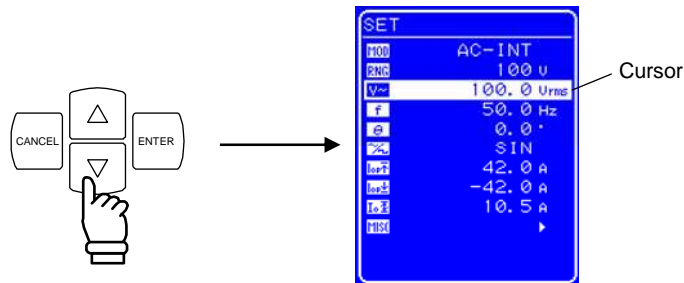 CANCEL
ENTER
SET
MOD AC-INT
RNG 100 V
V~ 100.0 Vrms
Cursor
f 50.0 Hz
θ 0.0 °
SIN
42.0 A
-42.0 A
10.5 A
MISC